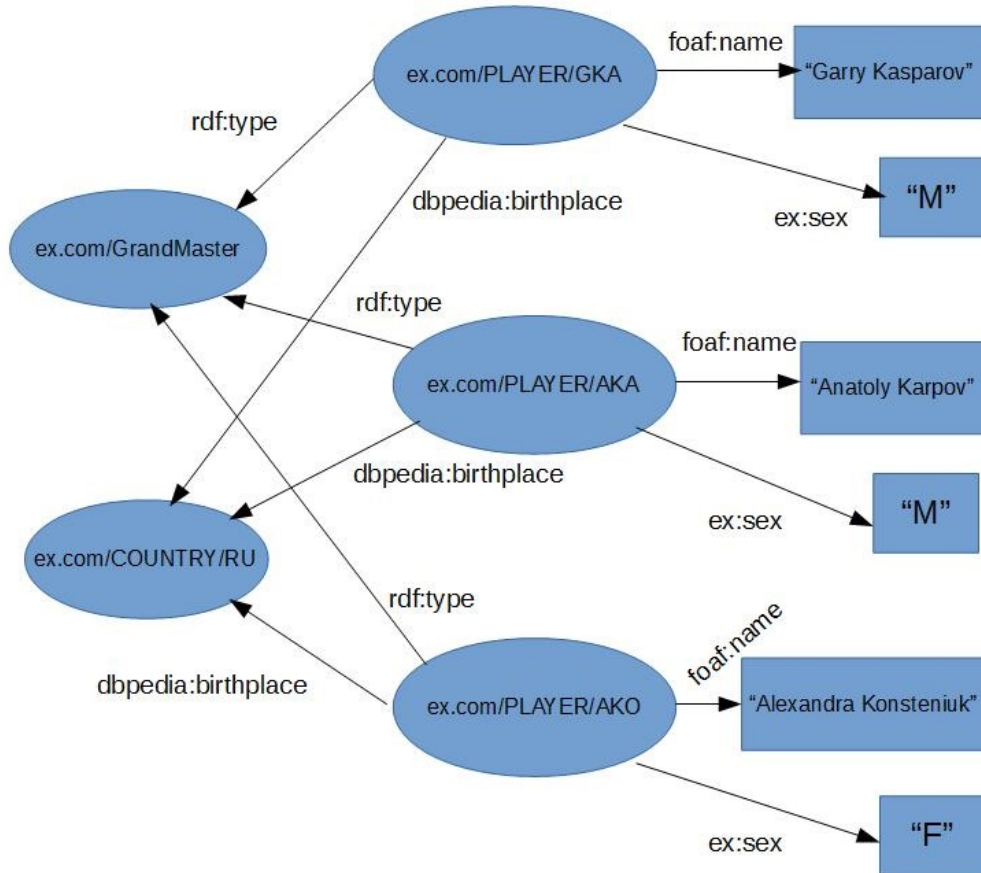 foaf:name
ex.com/PLAYER/GKA
“Garry Kasparov”
rdf:type
dbpedia:birthplace
“M”
ex:sex
ex.com/GrandMaster
rdf:type
foaf:name
ex.com/PLAYER/AKA
“Anatoly Karpov”
dbpedia:birthplace
“M”
ex:sex
ex.com/COUNTRY/RU
rdf:type
foaf:name
dbpedia:birthplace
ex.com/PLAYER/AKO
“Alexandra Konsteniuk”
“F”
ex:sex